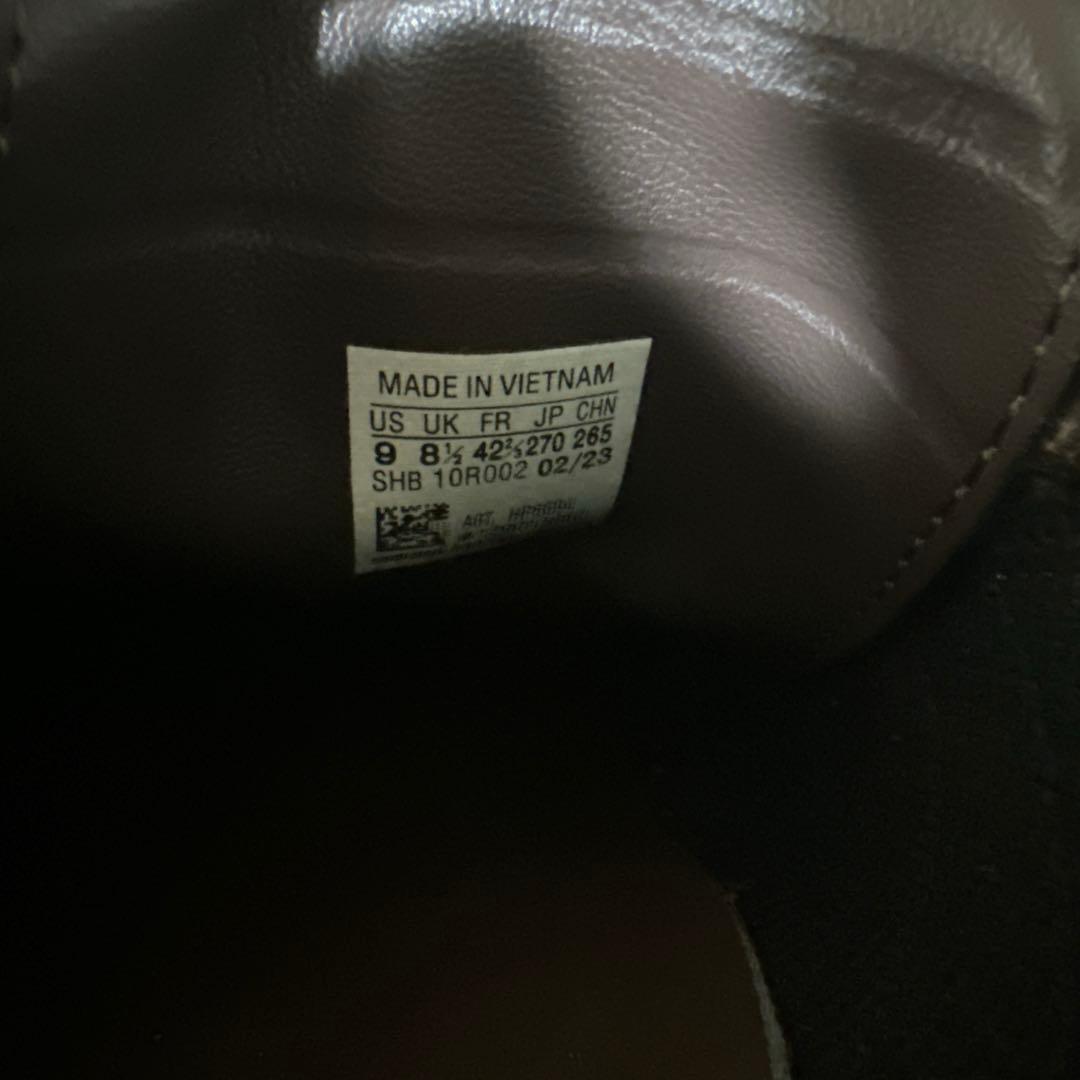 MADE IN VIETNAM
US UK FR JP CHN
9 8½ 42⅔ 270 265
SHB 10R002 02/23
ART.